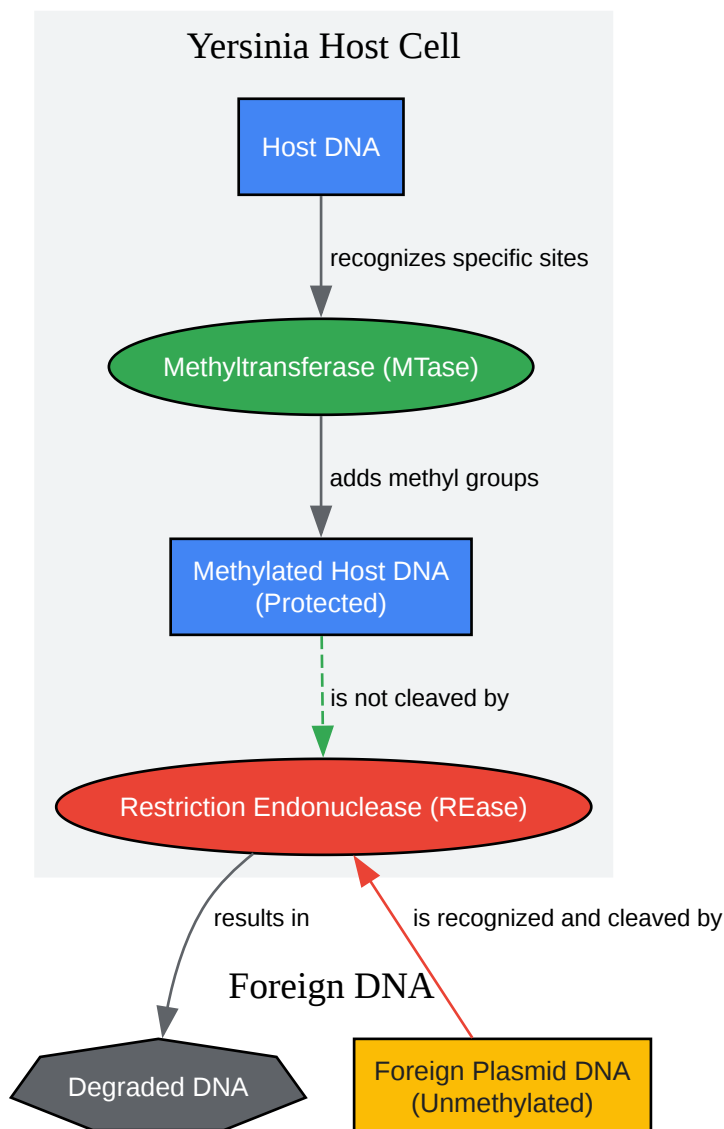 Yersinia Host Cell
Host DNA
recognizes specific sites
Methyltransferase (MTase)
adds methyl groups
Methylated Host DNA
(Protected)
is not cleaved by
Restriction Endonuclease (REase)
results in
is recognized and cleaved by
Foreign DNA
Degraded DNA
Foreign Plasmid DNA
(Unmethylated)